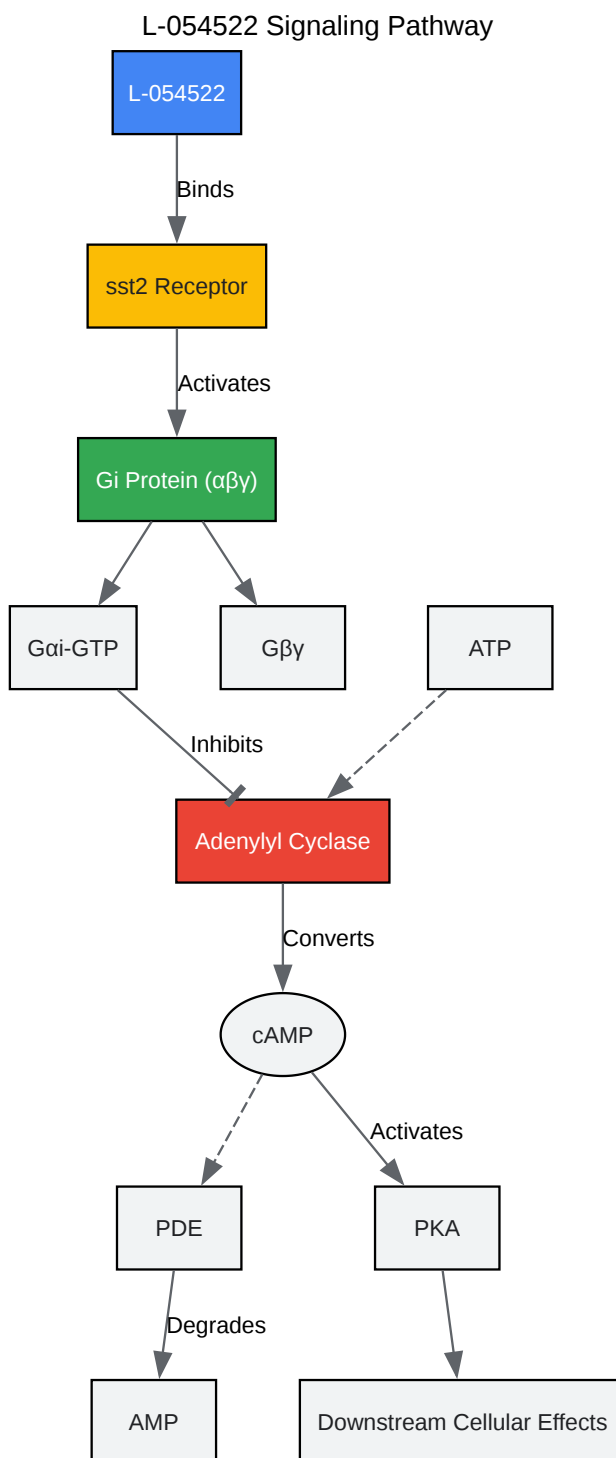 L-054522 Signaling Pathway
L-054522
Binds
sst2 Receptor
Activates
Gi Protein (αβγ)
Gαi-GTP
Gβγ
ATP
Inhibits
Adenylyl Cyclase
Converts
cAMP
Activates
PDE
PKA
Degrades
AMP
Downstream Cellular Effects